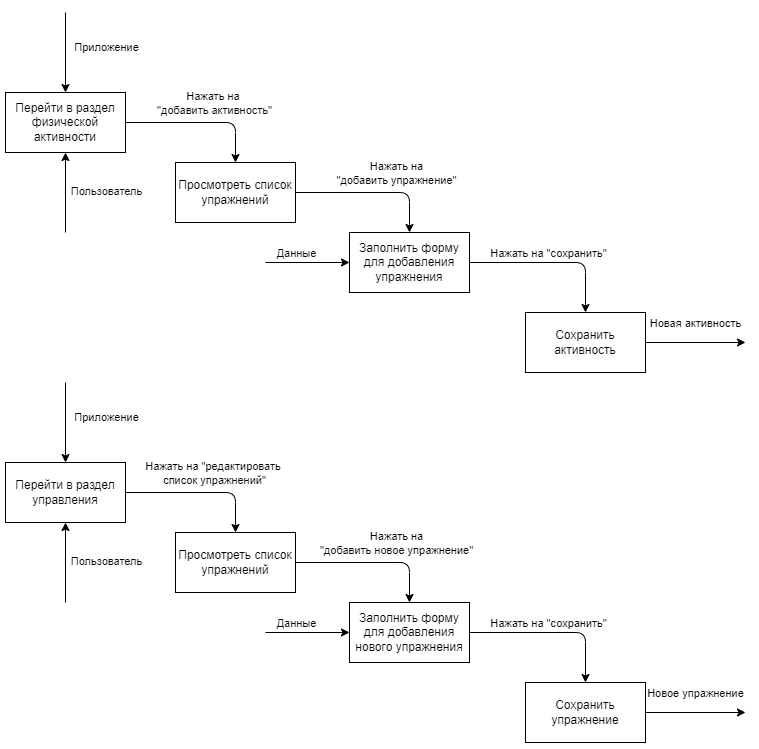 Приложение
Перейти в раздел
физической
активности
Нажать на
"добавить активность"
Пользователь
Просмотреть список
упражнений
Нажать на
"добавить упражнение"
Данные
Заполнить форму
для добавления
упражнения
Нажать на "сохранить"
Сохранить
активность
Новая активность
Приложение
Перейти в раздел
управления
Нажать на "редактировать
список упражнений"
Пользователь
Просмотреть список
упражнений
Нажать на
"добавить новое упражнение"
Данные
Заполнить форму
для добавления
нового упражнения
Нажать на "сохранить"
Сохранить
упражнение
Новое упражнение